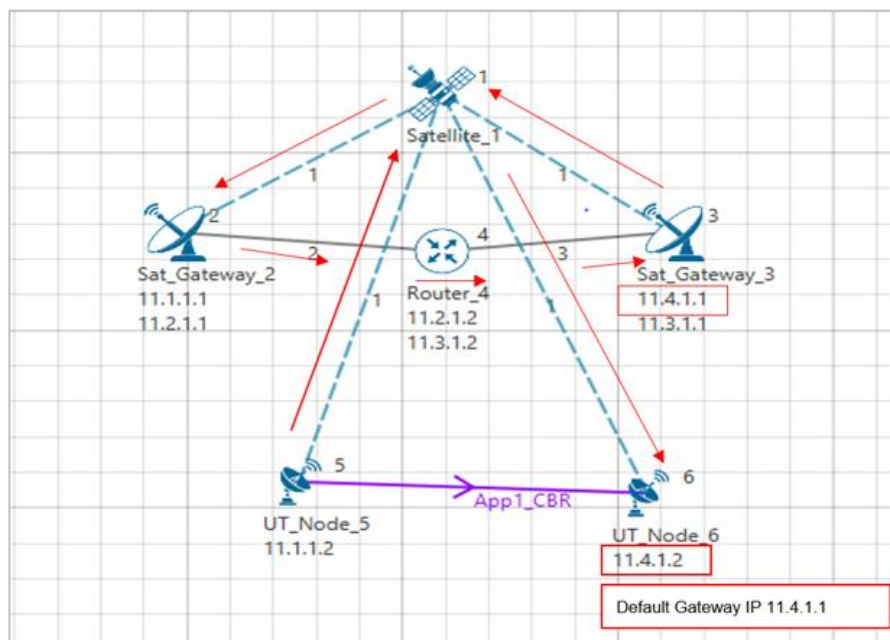 1
Satellite_1
1
1
2
3
4
2
3
Sat_Gateway_2
11.1.1.1
11.2.1.1
Router_4
11.2.1.2
11.3.1.2
Sat_Gateway_3
11.4.1.1
11.3.1.1
1
1
5
6
App1_CBR
UT_Node_5
11.1.1.2
UT_Node_6
11.4.1.2
Default Gateway IP 11.4.1.1